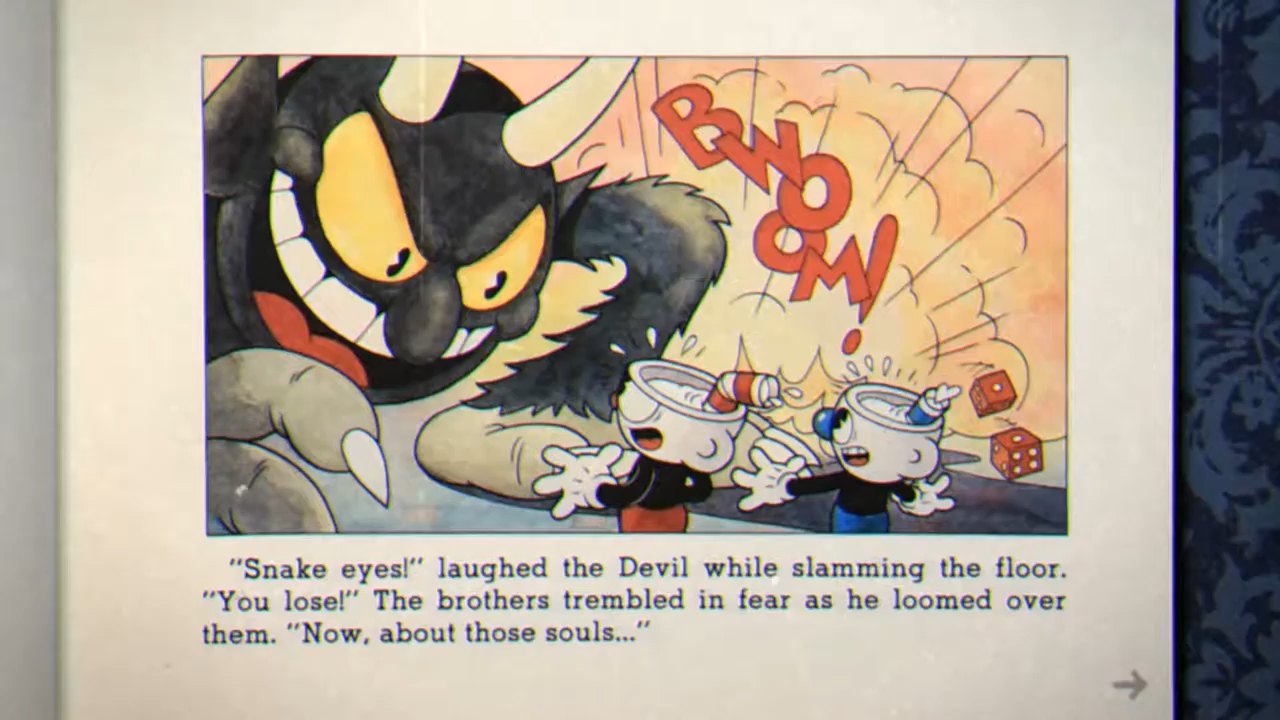 BWOOM!
"Snake eyes!" laughed the Devil while slamming the floor.
"You lose!" The brothers trembled in fear as he loomed over
them. "Now, about those souls..."